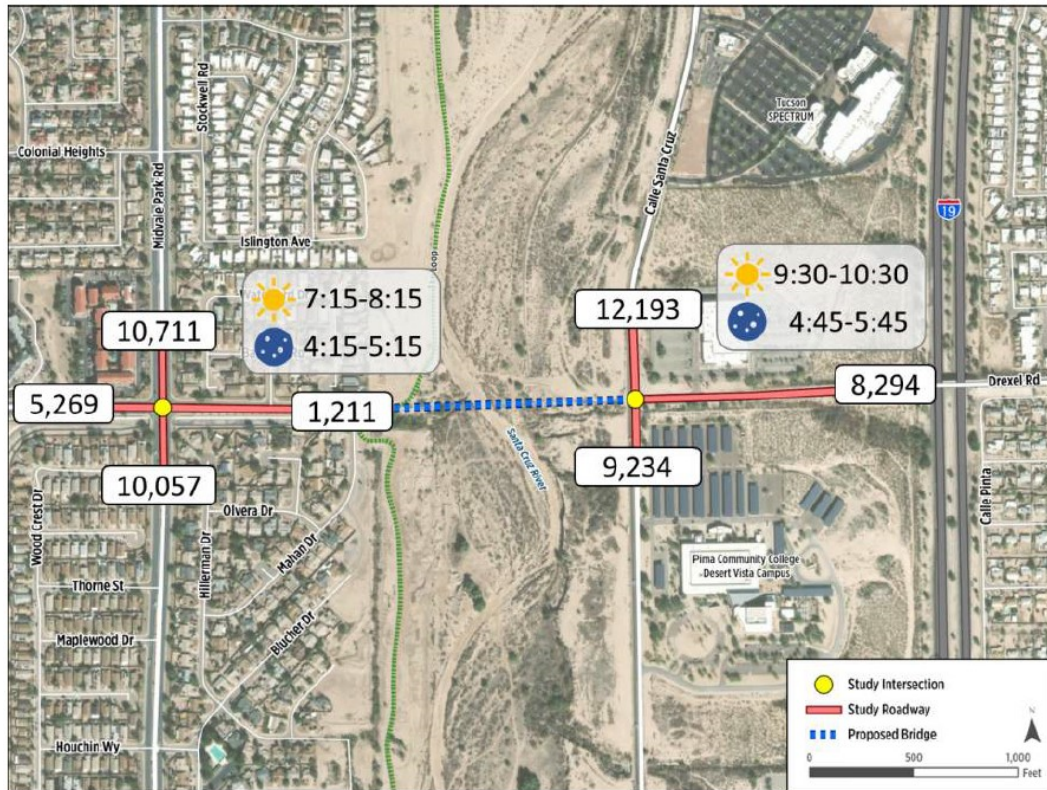 Stockwell Rd
Colonial Heights
Midvale Park Rd
Islington Ave
Loop
Calle Santa Cruz
Tucson
SPECTRUM
19
7:15-8:15
4:15-5:15
9:30-10:30
4:45-5:45
10,711
12,193
5,269
1,211
8,294
Drexel Rd
10,057
9,234
Santa Cruz River
Wood Crest Dr
Olvera Dr
Hillerman Dr
Mahan Dr
Calle Pinta
Thorne St
Blucher Dr
Maplewood Dr
Pima Community College
Desert Vista Campus
Houchin Wy
Study Intersection
Study Roadway
Proposed Bridge
0 500 1,000
Feet